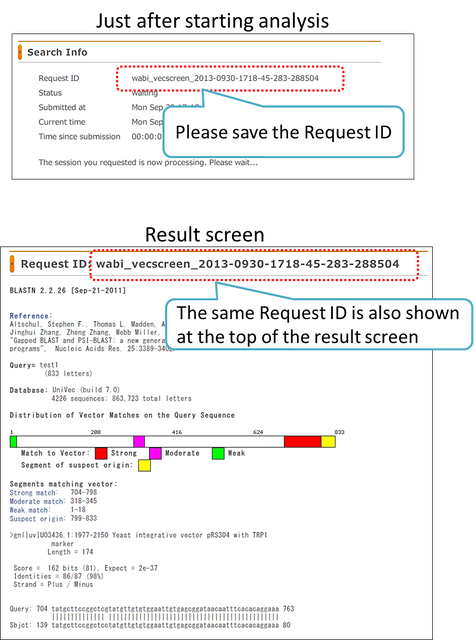 Just after starting analysis
Search Info
Request ID wabi_vecscreen_2013-0930-1718-45-283-288504
Status waiting
Submitted at Mon Sep
Current time Mon Sep
Time since submission 00:00:0
Please save the Request ID
The session you requested is now processing. Please wait...
Result screen
Request ID: wabi_vecscreen_2013-0930-1718-45-283-288504
BLASTN 2.2.26 [Sep-21-2011]
The same Request ID is also shown
at the top of the result screen
Reference:
Altschul, Stephen F., Thomas L. Madden, A
Jinghui Zhang, Zheng Zhang, Webb Miller,
"Gapped BLAST and PSI-BLAST: a new genera
programs", Nucleic Acids Res. 25:3389-3402.
Query= test1
(833 letters)
Database: UniVec (build 7.0)
4226 sequences; 863,723 total letters
Distribution of Vector Matches on the Query Sequence
1 208 416 624 833
Match to Vector: Strong Moderate Weak
Segment of suspect origin:
Segments matching vector:
Strong match: 704-798
Moderate match: 318-345
Weak match: 1-18
Suspect origin: 799-833
>gnl|uv|U03436.1:1977-2150 Yeast integrative vector pRS304 with TRP1
marker
Length = 174
Score = 162 bits (81), Expect = 2e-37
Identities = 86/87 (98%)
Strand = Plus / Minus
Query: 704 tatgcttccggctcgtatgttgtgtggaattgtgagcggataacaatttcacacaggaaa 763
Sbjct: 139 tatgcttccggctcctatgttgtgtggaattgtgagcggataacaatttcacacaggaaa 80